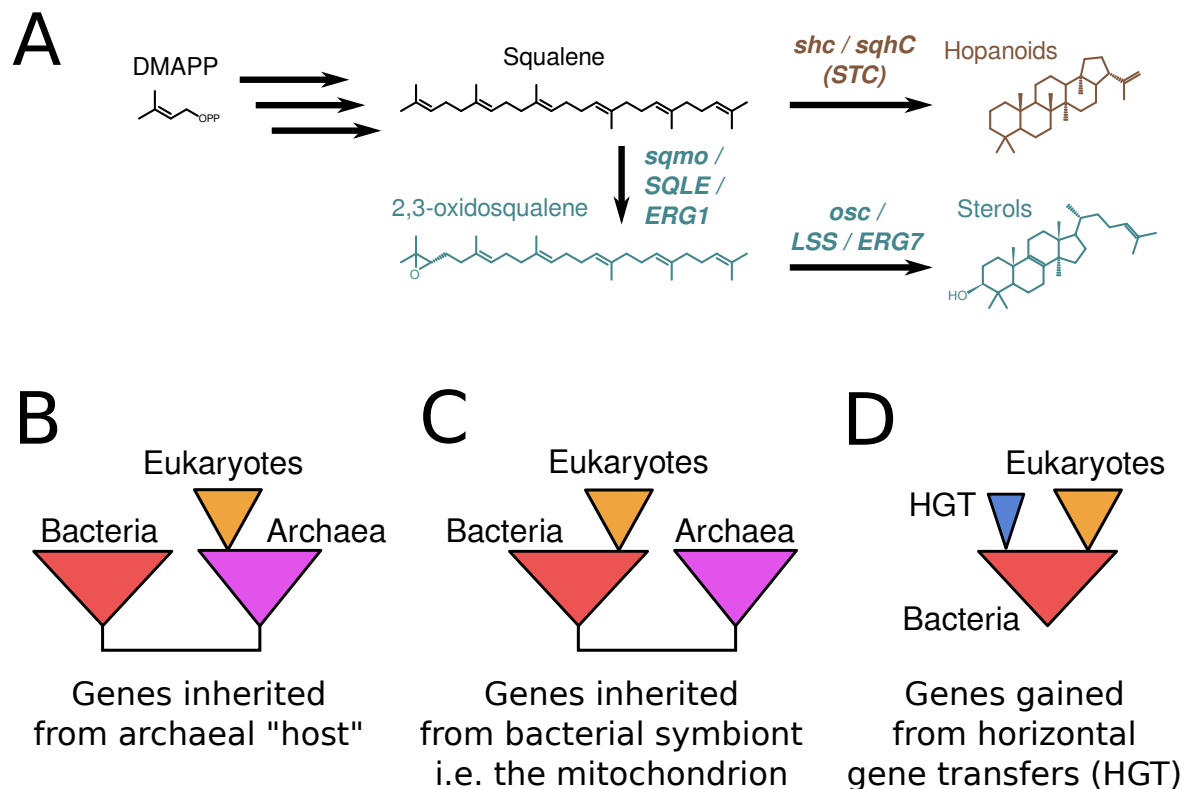 A
DMAPP
OPP
Squalene
shc / sqhC
(STC)
Hopanoids
sqmo /
SQLE /
ERG1
2,3-oxidosqualene
O
osc /
LSS / ERG7
Sterols
HO
B
Eukaryotes
Bacteria
Archaea
Genes inherited
from archaeal "host"
C
Eukaryotes
Bacteria
Archaea
Genes inherited
from bacterial symbiont
i.e. the mitochondrion
D
Eukaryotes
HGT
Bacteria
Genes gained
from horizontal
gene transfers (HGT)